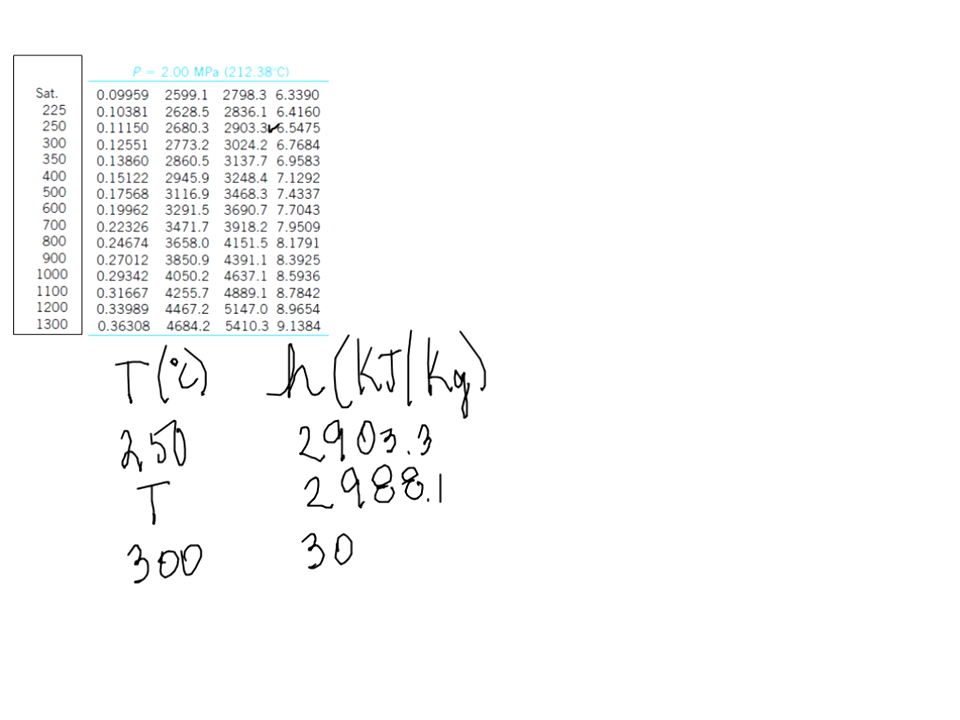 P = 2.00 MPa (212.38°C)
Sat. 0.09959 2599.1 2798.3 6.3390
225 0.10381 2628.5 2836.1 6.4160
250 0.11150 2680.3 2903.3 6.5475
300 0.12551 2773.2 3024.2 6.7684
350 0.13860 2860.5 3137.7 6.9583
400 0.15122 2945.9 3248.4 7.1292
500 0.17568 3116.9 3468.3 7.4337
600 0.19962 3291.5 3690.7 7.7043
700 0.22326 3471.7 3918.2 7.9509
800 0.24674 3658.0 4151.5 8.1791
900 0.27012 3850.9 4391.1 8.3925
1000 0.29342 4050.2 4637.1 8.5936
1100 0.31667 4255.7 4889.1 8.7842
1200 0.33989 4467.2 5147.0 8.9654
1300 0.36308 4684.2 5410.3 9.1384
T(°C) h(KJ/Kg)
250 2903.3
T 2988.1
300 30